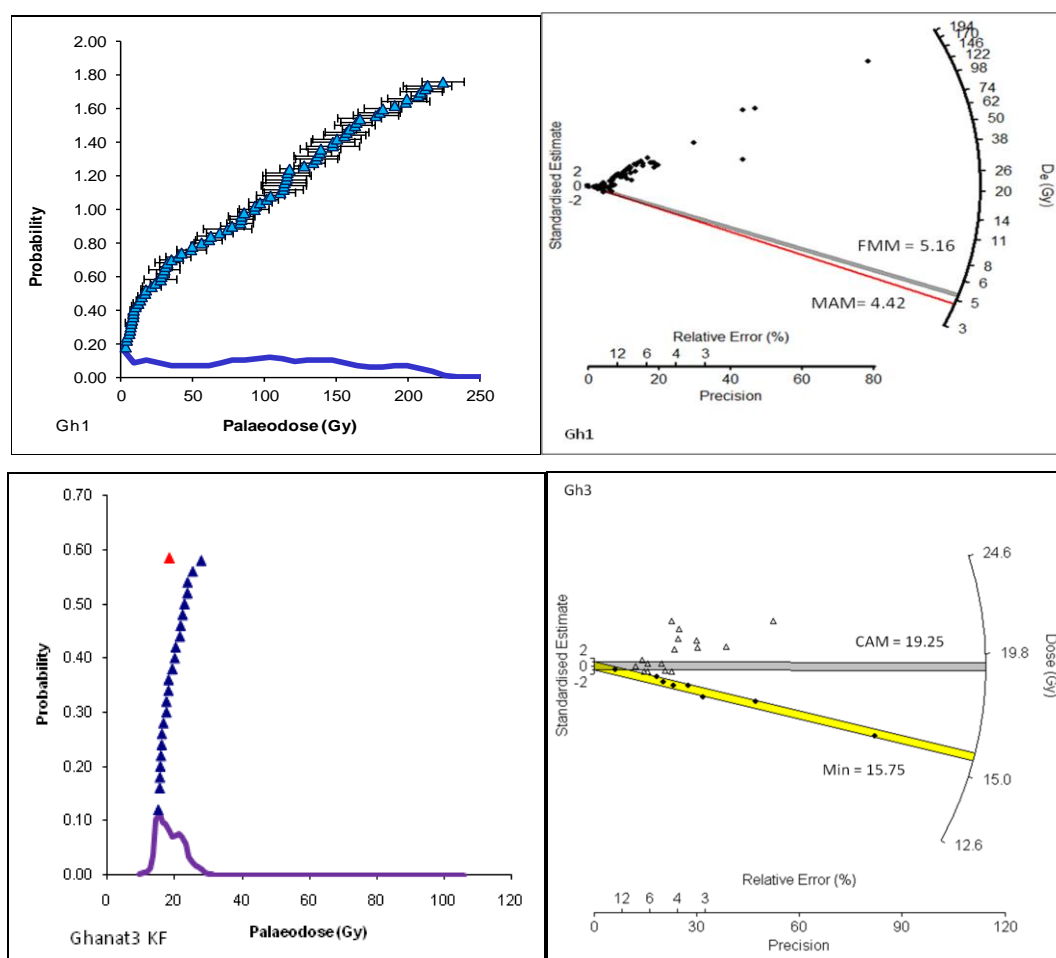 2.00
1.80
1.60
1.40
1.20
1.00
0.80
0.60
0.40
0.20
0.00
Probability
0 50 100 150 200 250
Gh1 Palaeodose (Gy)
Standardised Estimate
2
0
-2
194
170
146
122
98
74
62
50
38
26
20
14
11
8
6
5
3
De (Gy)
FMM = 5.16
MAM= 4.42
Relative Error (%)
12 6 4 3
0 20 40 60 80
Precision
Gh1
0.70
0.60
0.50
0.40
0.30
0.20
0.10
0.00
Probability
0 20 40 60 80 100 120
Ghanat3 KF Palaeodose (Gy)
Gh3
Standardised Estimate
2
0
-2
24.6
19.8
15.0
12.6
Dose (Gy)
CAM = 19.25
Min = 15.75
Relative Error (%)
12 6 4 3
0 30 60 90 120
Precision